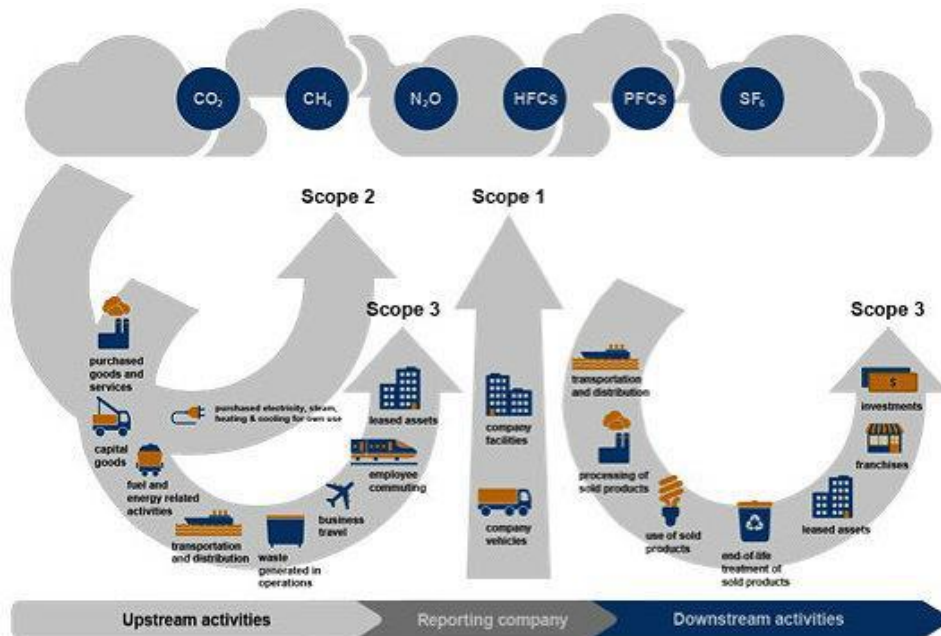 CO₂
CH₄
N₂O
HFCs
PFCs
SF₆
Scope 2
Scope 1
Scope 3
Scope 3
purchased
goods and
services
capital
goods
fuel and
energy related
activities
purchased electricity, steam,
heating & cooling for own use
transportation
and distribution
waste
generated in
operations
business
travel
employee
commuting
leased assets
company
facilities
company
vehicles
transportation
and distribution
processing of
sold products
use of sold
products
end-of-life
treatment of
sold products
leased assets
franchises
$
investments
Upstream activities
Reporting company
Downstream activities